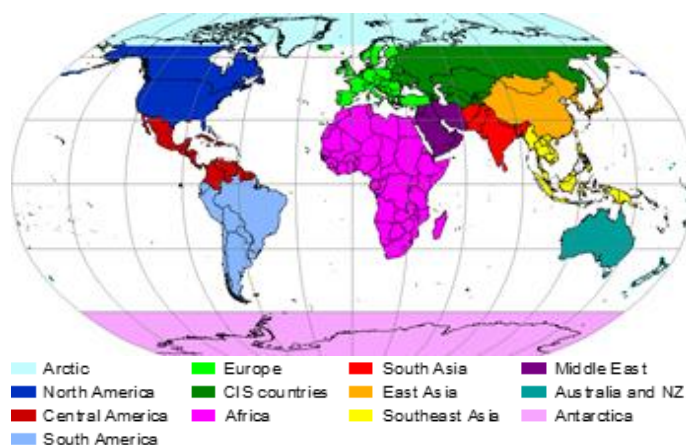 Arctic
North America
Central America
South America
Europe
CIS countries
Africa
South Asia
East Asia
Southeast Asia
Middle East
Australia and NZ
Antarctica